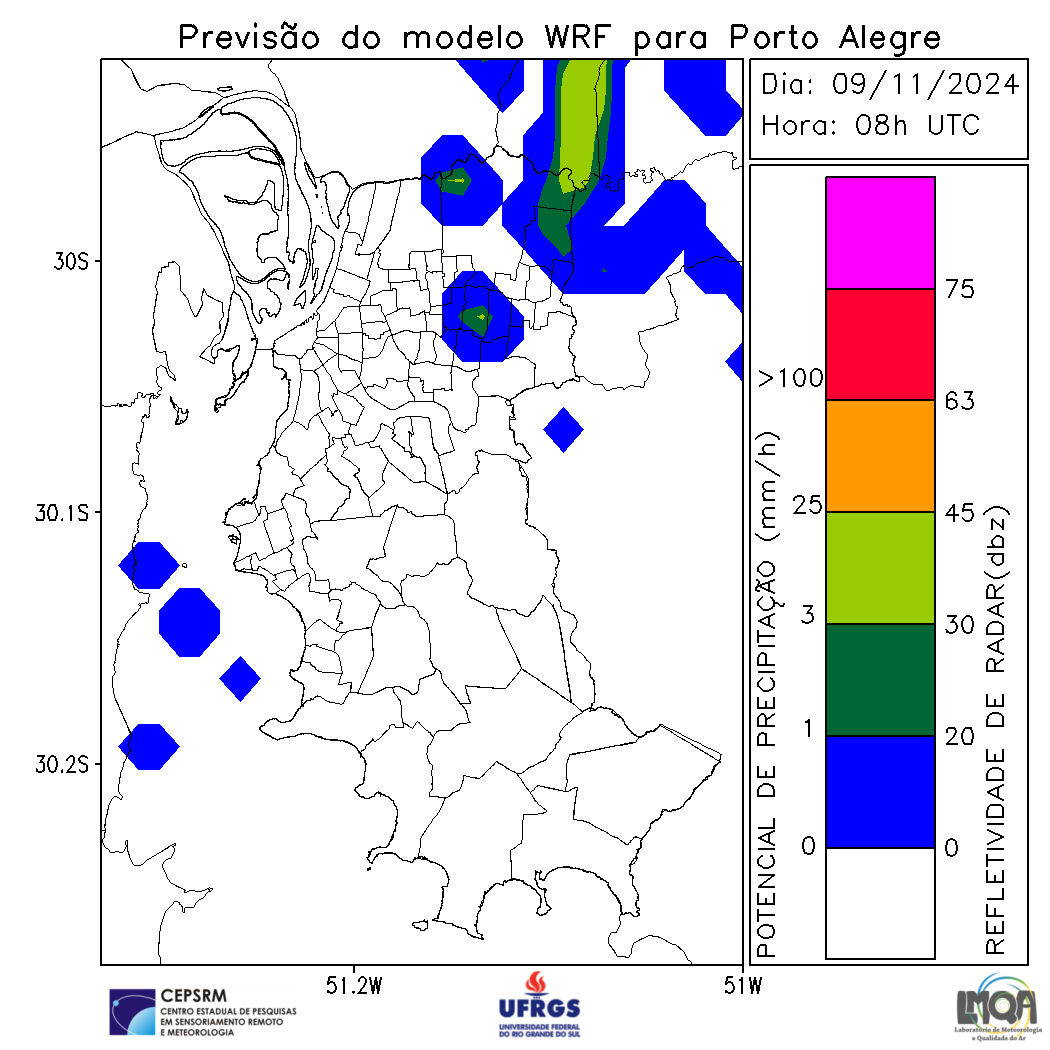 Previsão do modelo WRF para Porto Alegre
Dia: 09/11/2024
Hora: 08h UTC
30S
30.1S
30.2S
51.2W
51W
POTENCIAL DE PRECIPITAÇÃO (mm/h)
>100
25
3
1
0
75
63
45
30
20
0
REFLETIVIDADE DE RADAR(dbz)
CEPSRM
CENTRO ESTADUAL DE PESQUISAS
EM SENSORIAMENTO REMOTO
E METEOROLOGIA
UFRGS
UNIVERSIDADE FEDERAL
DO RIO GRANDE DO SUL
LMQA
Laboratório de Meteorologia
e Qualidade do Ar